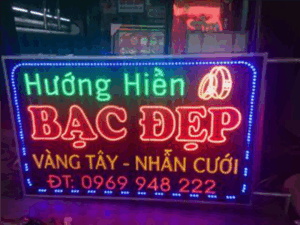 Hướng Hiền
BẠC ĐẸP
VÀNG TÂY - NHẪN CƯỚI
ĐT: 0969 948 222